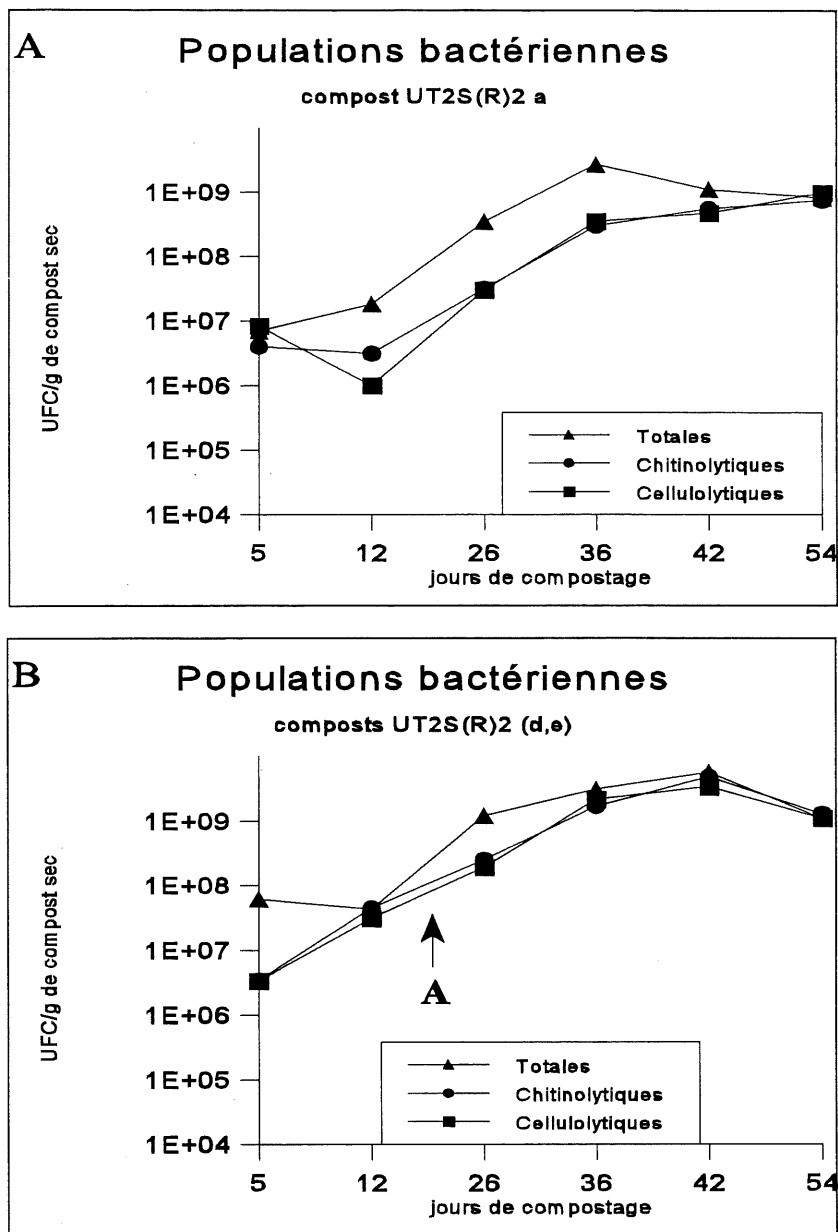 A
Populations bactériennes
compost UT2S(R)2 a
UFC/g de compost sec
1E+09
1E+08
1E+07
1E+06
1E+05
1E+04
Totales
Chitinolytiques
Cellulolytiques
5 12 26 36 42 54
jours de compostage
B
Populations bactériennes
composts UT2S(R)2 (d,e)
UFC/g de compost sec
1E+09
1E+08
1E+07
1E+06
1E+05
1E+04
A
Totales
Chitinolytiques
Cellulolytiques
5 12 26 36 42 54
jours de compostage